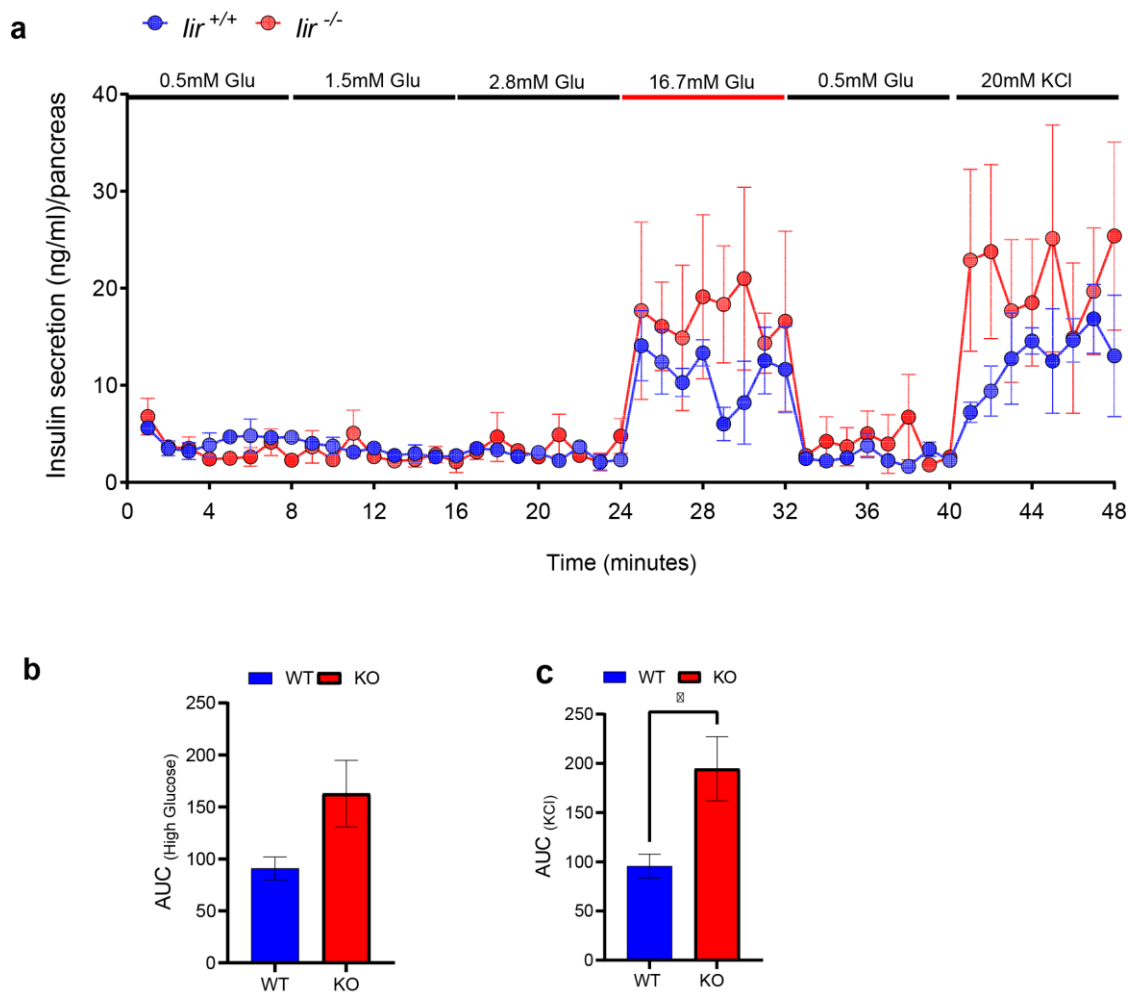 a
lir +/+ lir -/-
0.5mM Glu 1.5mM Glu 2.8mM Glu 16.7mM Glu 0.5mM Glu 20mM KCl
Insulin secretion (ng/ml)/pancreas
40
30
20
10
0
0 4 8 12 16 20 24 28 32 36 40 44 48
Time (minutes)
b
WT KO
AUC (High Glucose)
250
200
150
100
50
0
WT KO
c
WT KO
AUC (KCl)
250
200
150
100
50
0
WT KO